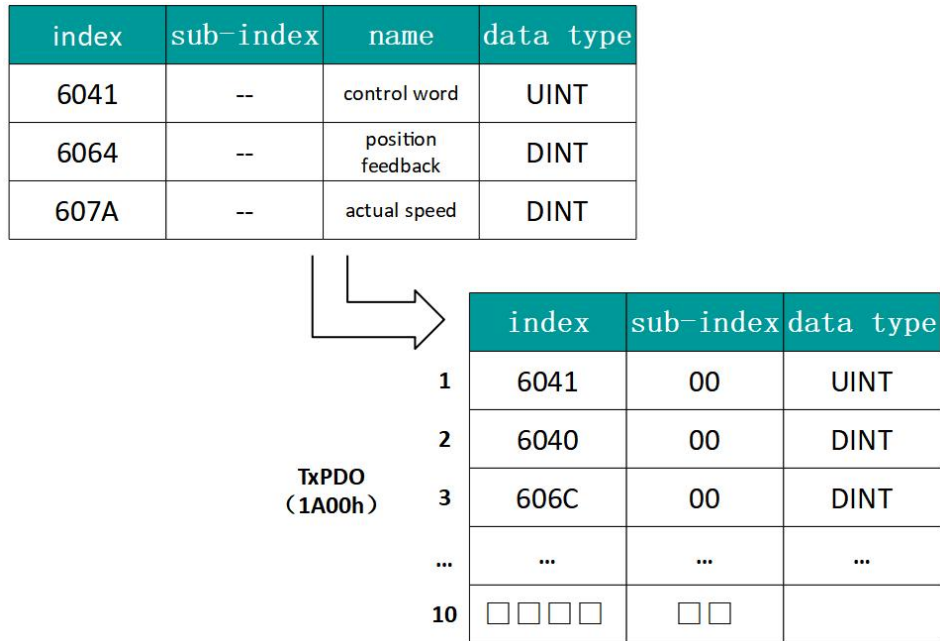 index sub-index name data type
6041 -- control word UINT
6064 -- position feedback DINT
607A -- actual speed DINT
index sub-index data type
1 6041 00 UINT
2 6040 00 DINT
TxPDO
（1A00h）
3 606C 00 DINT
... ... ... ...
10 □□□□ □□